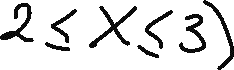 2 ≤ X ≤ 3)